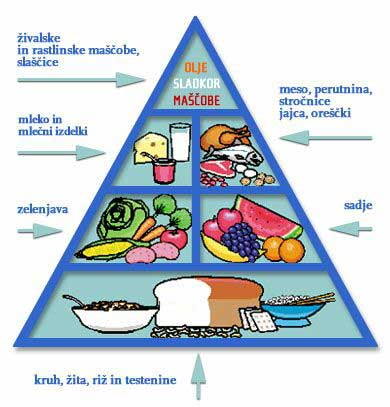 živalske
in rastlinske maščobe,
slaščice
OLJE
SLADKOR
MAŠČOBE
meso, perutnina,
stročnice
jajca, oreščki
mleko in
mlečni izdelki
zelenjava
sadje
kruh, žita, riž in testenine